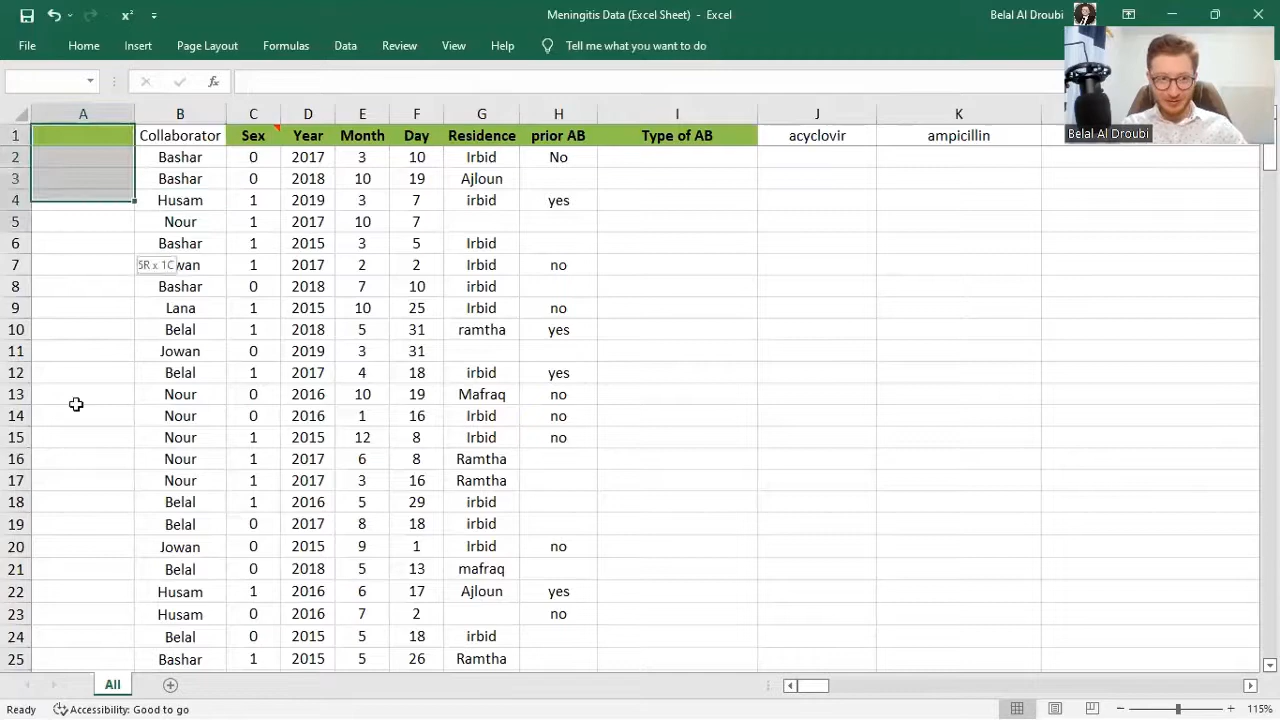 Meningitis Data (Excel Sheet) - Excel
Belal Al Droubi
File Home Insert Page Layout Formulas Data Review View Help Tell me what you want to do
Belal Al Droubi
A B C D E F G H I J K
1 Collaborator Sex Year Month Day Residence prior AB Type of AB acyclovir ampicillin
2 Bashar 0 2017 3 10 Irbid No
3 Bashar 0 2018 10 19 Ajloun
4 Husam 1 2019 3 7 irbid yes
5 Nour 1 2017 10 7
6 Bashar 1 2015 3 5 Irbid
7 5R x 1C wan 1 2017 2 2 Irbid no
8 Bashar 0 2018 7 10 irbid
9 Lana 1 2015 10 25 Irbid no
10 Belal 1 2018 5 31 ramtha yes
11 Jowan 0 2019 3 31
12 Belal 1 2017 4 18 irbid yes
13 Nour 0 2016 10 19 Mafraq no
14 Nour 0 2016 1 16 Irbid no
15 Nour 1 2015 12 8 Irbid no
16 Nour 1 2017 6 8 Ramtha
17 Nour 1 2017 3 16 Ramtha
18 Belal 1 2016 5 29 irbid
19 Belal 0 2017 8 18 irbid
20 Jowan 0 2015 9 1 Irbid no
21 Belal 0 2018 5 13 mafraq
22 Husam 1 2016 6 17 Ajloun yes
23 Husam 0 2016 7 2 no
24 Belal 0 2015 5 18 irbid
25 Bashar 1 2015 5 26 Ramtha
All
Ready Accessibility: Good to go 115%